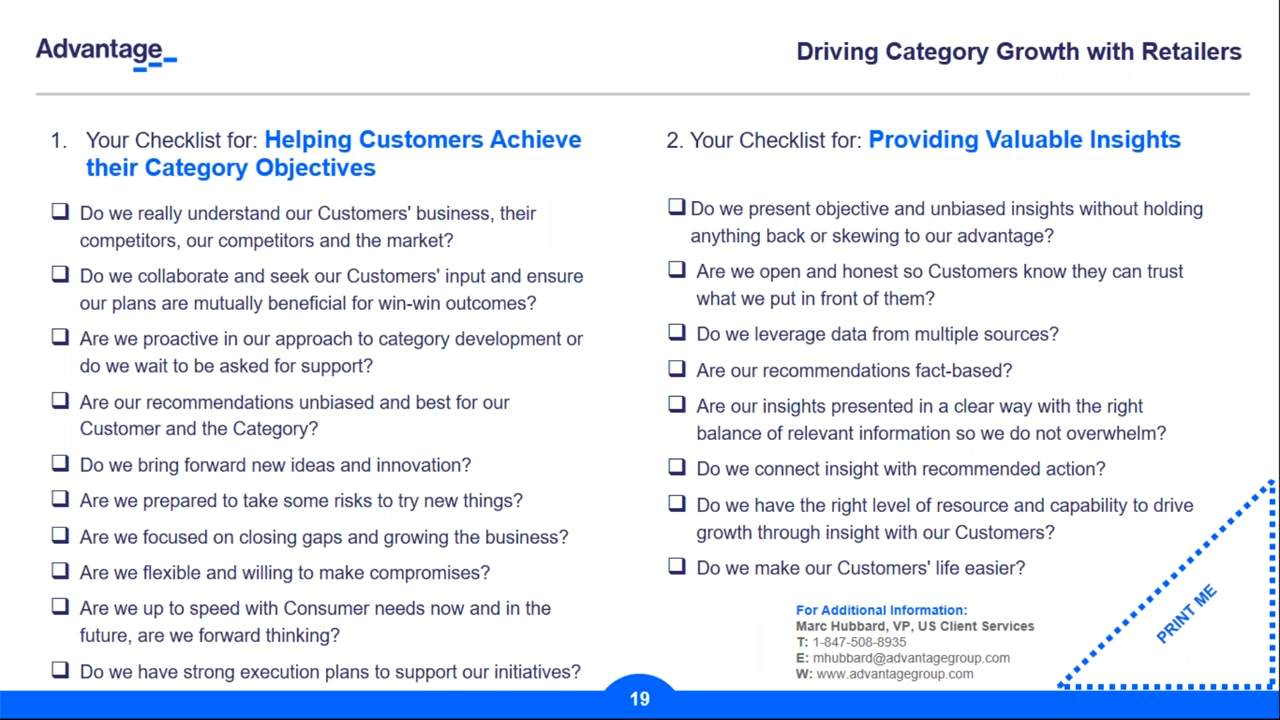 Advantage
Driving Category Growth with Retailers
1. Your Checklist for: Helping Customers Achieve
their Category Objectives
Do we really understand our Customers' business, their
competitors, our competitors and the market?
Do we collaborate and seek our Customers' input and ensure
our plans are mutually beneficial for win-win outcomes?
Are we proactive in our approach to category development or
do we wait to be asked for support?
Are our recommendations unbiased and best for our
Customer and the Category?
Do we bring forward new ideas and innovation?
Are we prepared to take some risks to try new things?
Are we focused on closing gaps and growing the business?
Are we flexible and willing to make compromises?
Are we up to speed with Consumer needs now and in the
future, are we forward thinking?
Do we have strong execution plans to support our initiatives?
2. Your Checklist for: Providing Valuable Insights
Do we present objective and unbiased insights without holding
anything back or skewing to our advantage?
Are we open and honest so Customers know they can trust
what we put in front of them?
Do we leverage data from multiple sources?
Are our recommendations fact-based?
Are our insights presented in a clear way with the right
balance of relevant information so we do not overwhelm?
Do we connect insight with recommended action?
Do we have the right level of resource and capability to drive
growth through insight with our Customers?
Do we make our Customers' life easier?
For Additional Information:
Marc Hubbard, VP, US Client Services
T: 1-847-508-8935
E: mhubbard@advantagegroup.com
W: www.advantagegroup.com
PRINT ME
19